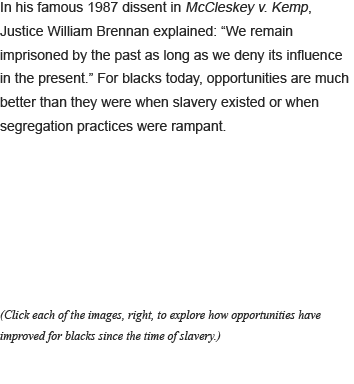 In his famous 1987 dissent in McCleskey v. Kemp,
Justice William Brennan explained: “We remain
imprisoned by the past as long as we deny its influence
in the present.” For blacks today, opportunities are much
better than they were when slavery existed or when
segregation practices were rampant.
(Click each of the images, right, to explore how opportunities have
improved for blacks since the time of slavery.)